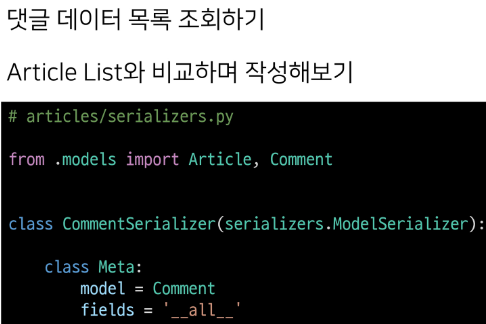 댓글 데이터 목록 조회하기
Article List와 비교하며 작성해보기
# articles/serializers.py
from .models import Article, Comment
class CommentSerializer(serializers.ModelSerializer):
    class Meta:
        model = Comment
        fields = '__all__'